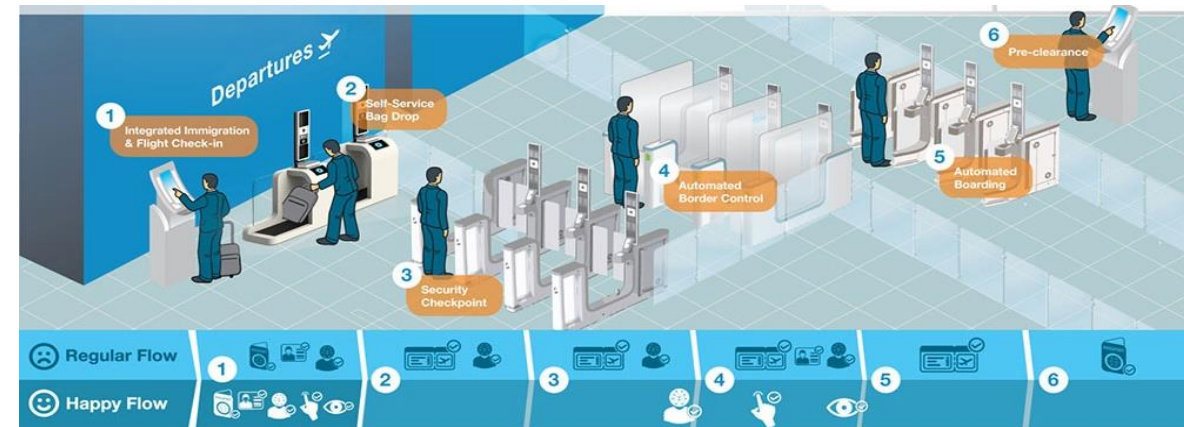 Departures
1
Integrated Immigration
& Flight Check-in
2
Self-Service
Bag Drop
3
Security
Checkpoint
4
Automated
Border Control
5
Automated
Boarding
6
Pre-clearance
Regular Flow
Happy Flow
1
2
3
4
5
6